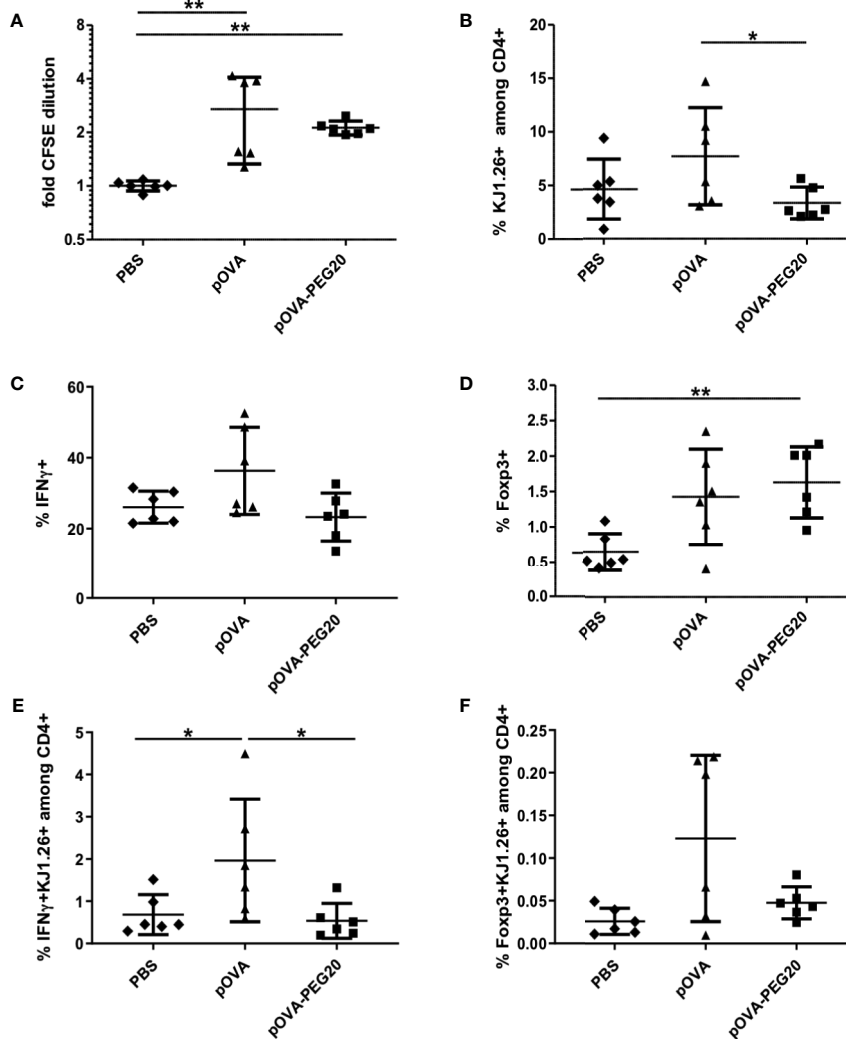 A
fold CFSE dilution
8
4
2
1
0.5
**
**
PBS
pOVA
pOVA-PEG20
B
% KJ1.26+ among CD4+
20
15
10
5
0
*
PBS
pOVA
pOVA-PEG20
C
% IFNγ+
60
40
20
0
PBS
pOVA
pOVA-PEG20
D
% Foxp3+
3.0
2.5
2.0
1.5
1.0
0.5
0.0
**
PBS
pOVA
pOVA-PEG20
E
% IFNγ+KJ1.26+ among CD4+
5
4
3
2
1
0
*
*
PBS
pOVA
pOVA-PEG20
F
% Foxp3+KJ1.26+ among CD4+
0.25
0.20
0.15
0.10
0.05
0.00
PBS
pOVA
pOVA-PEG20